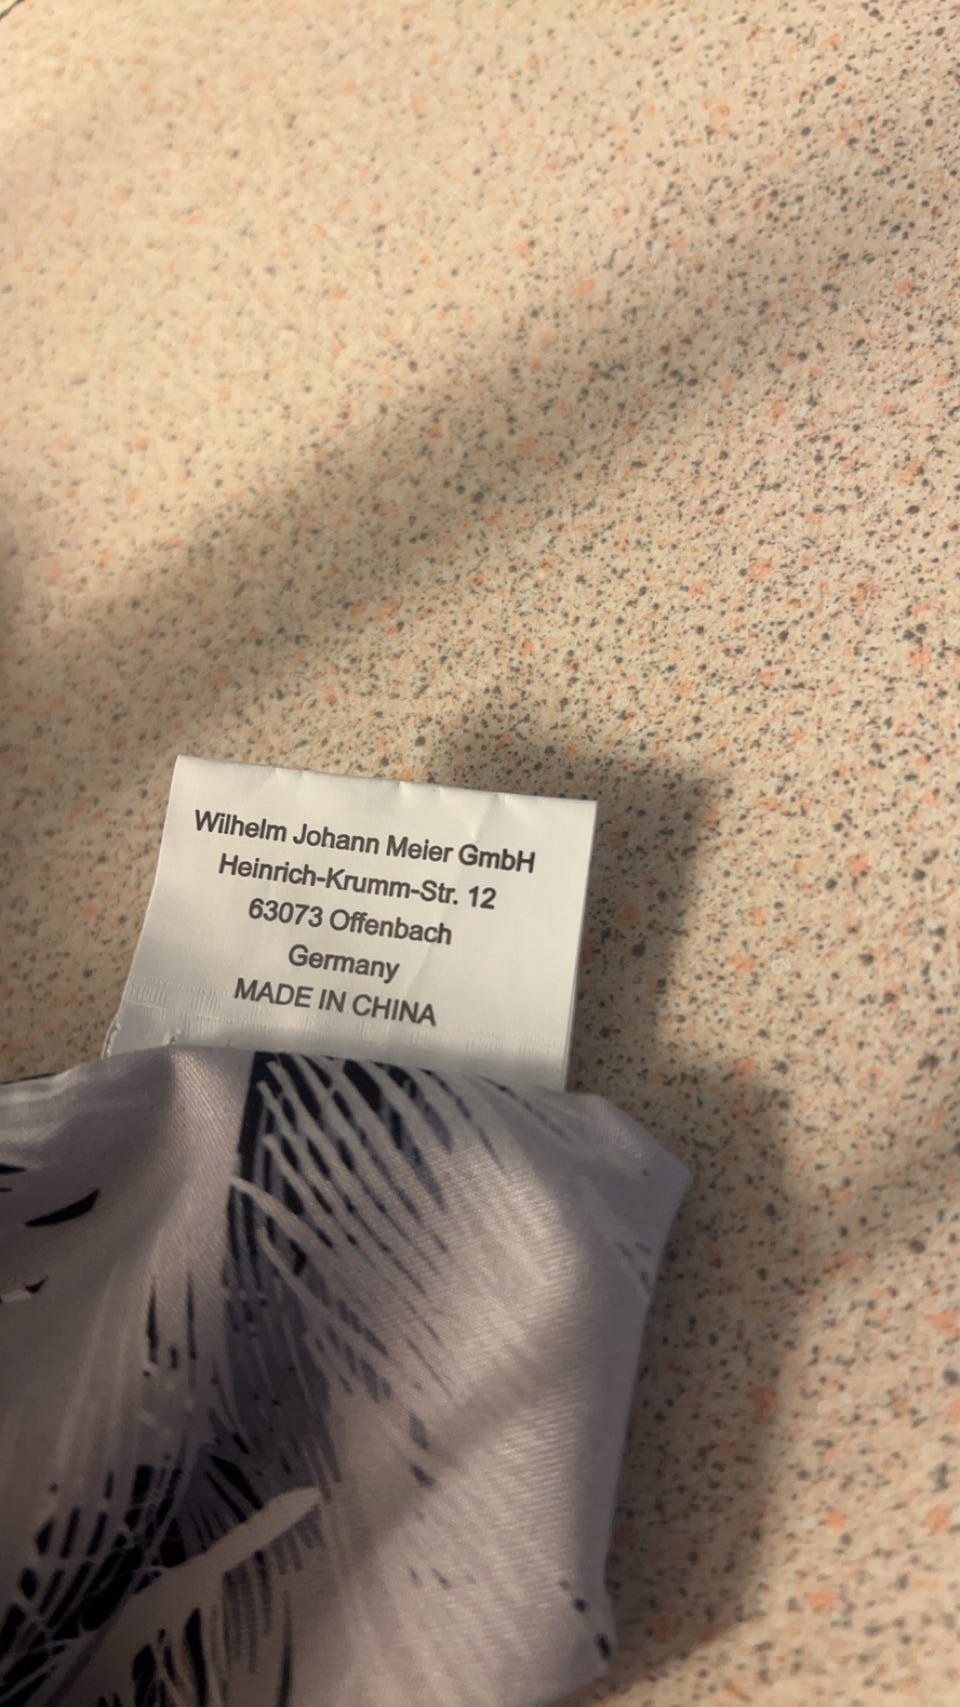 Wilhelm Johann Meier GmbH
Heinrich-Krumm-Str. 12
63073 Offenbach
Germany
MADE IN CHINA